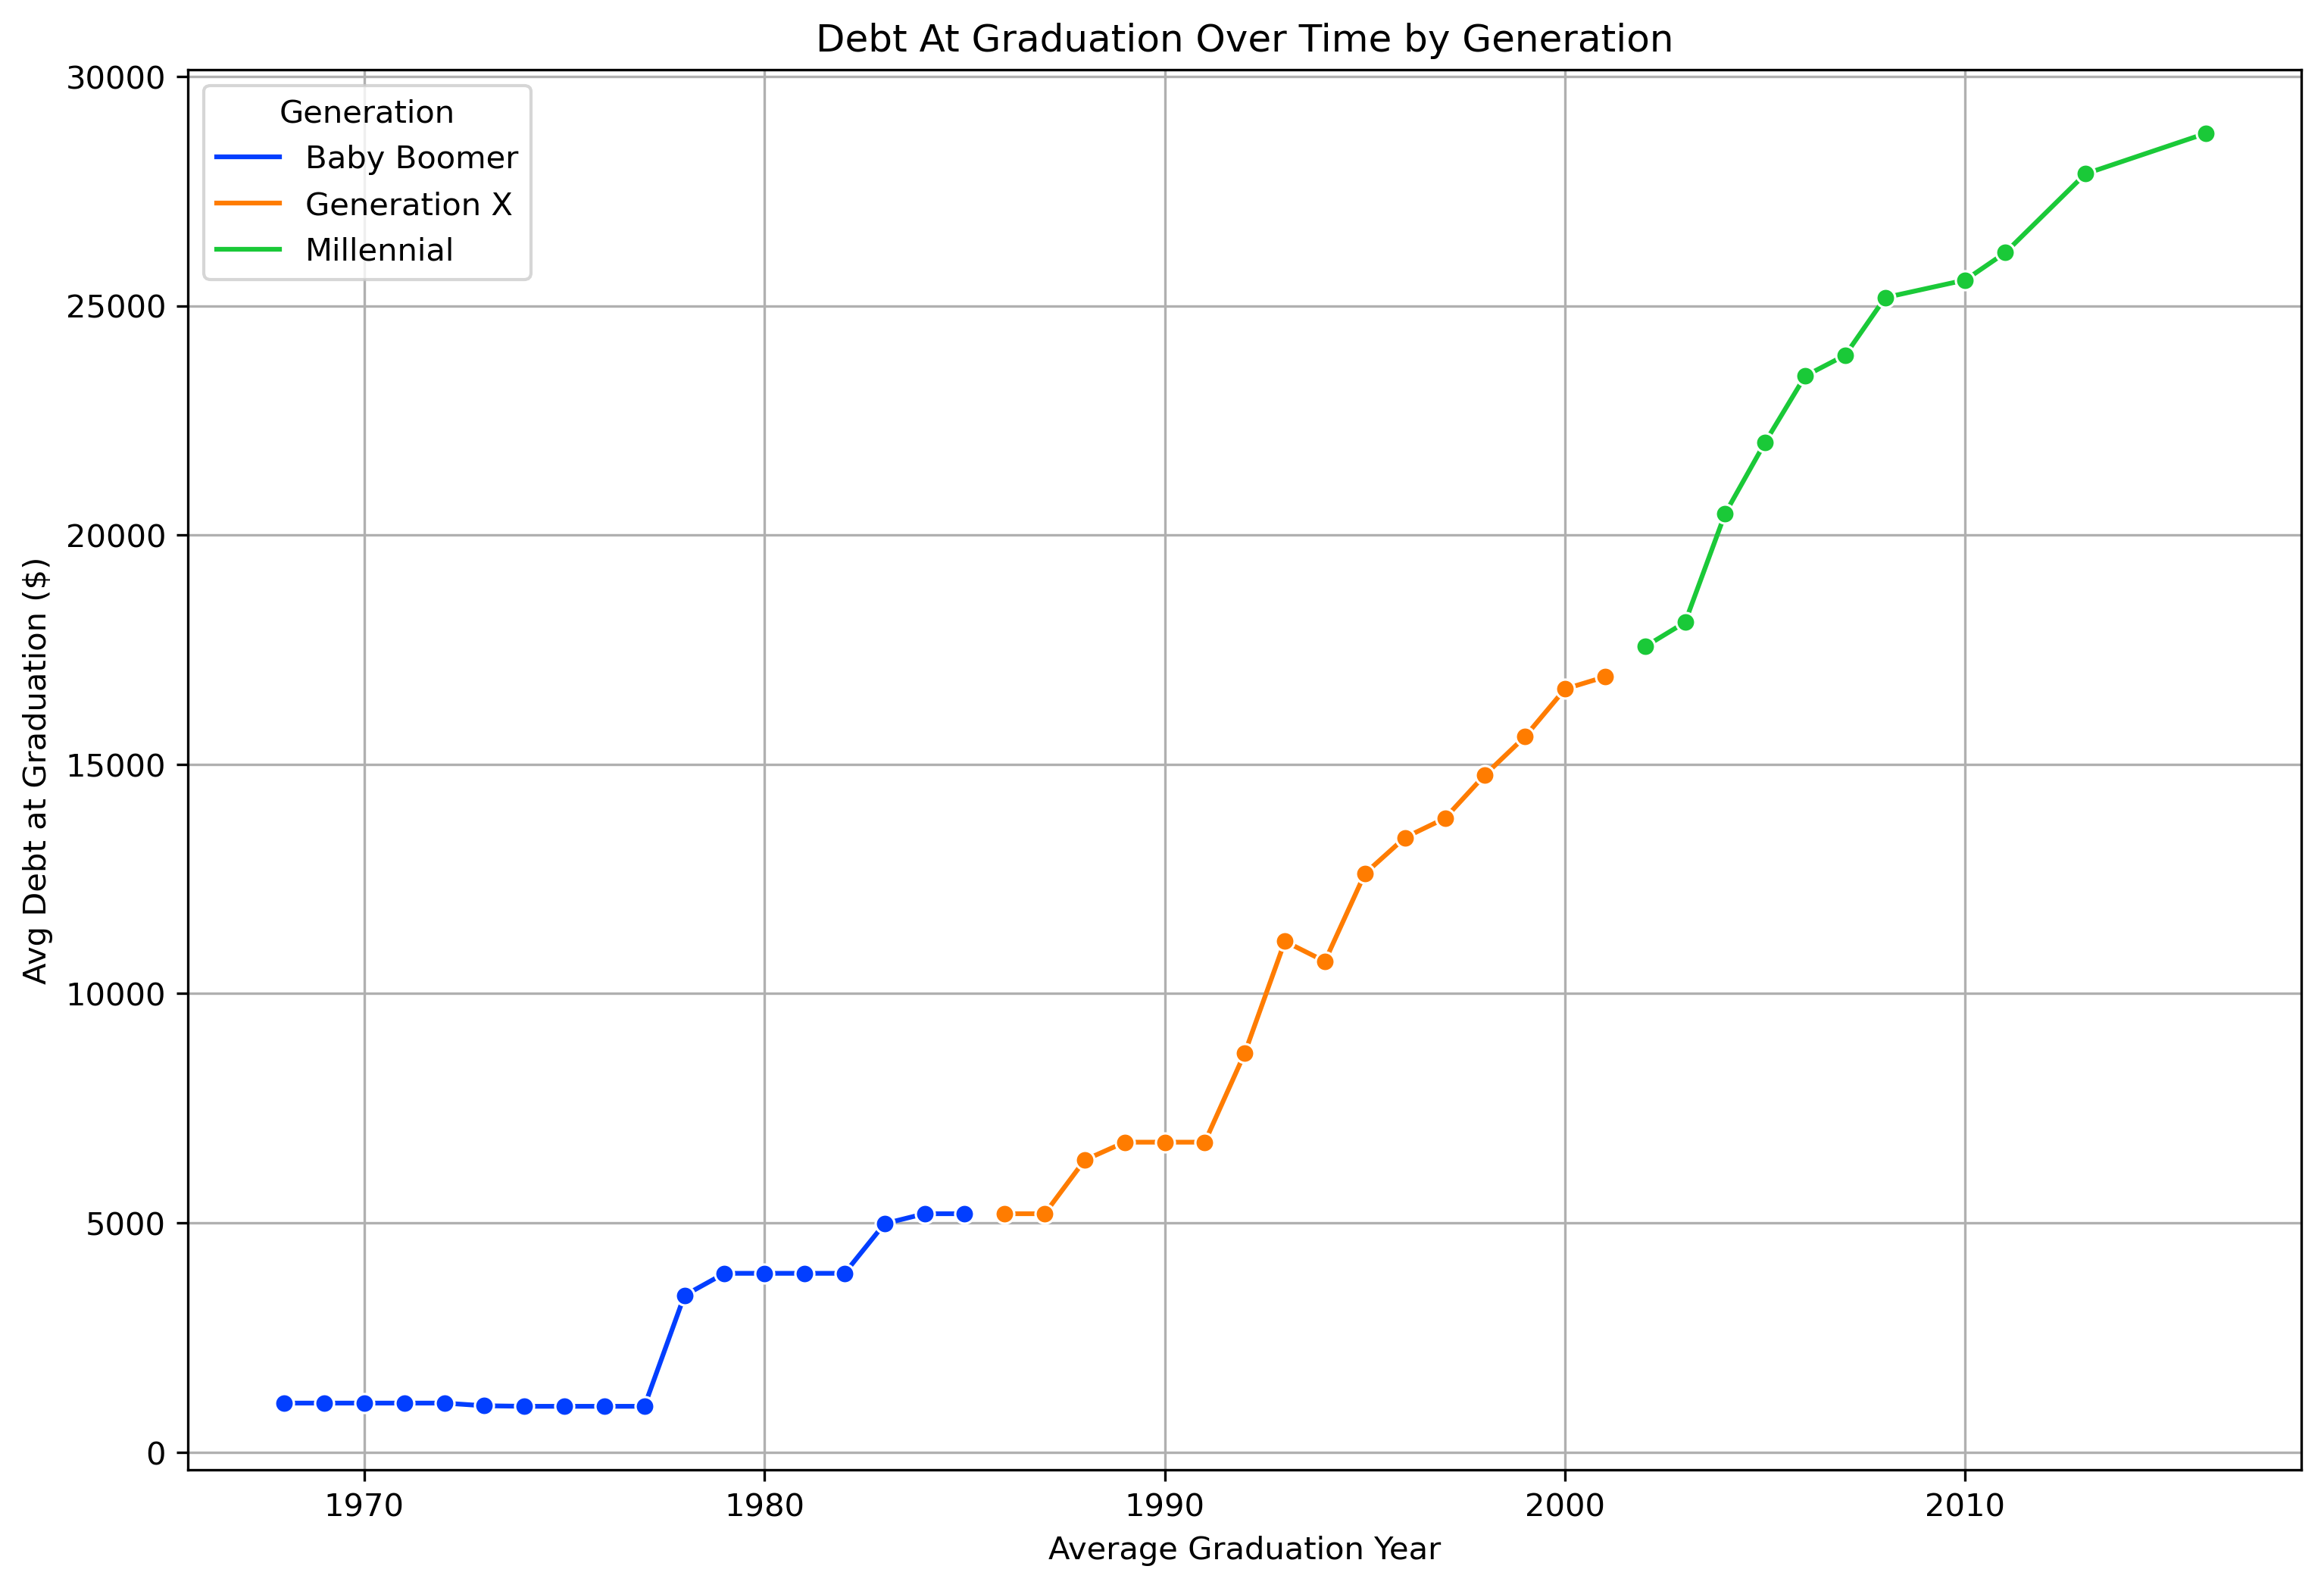 Debt At Graduation Over Time by Generation
30000
25000
20000
15000
10000
5000
0
Avg Debt at Graduation ($)
Generation
Baby Boomer
Generation X
Millennial
1970
1980
1990
2000
2010
Average Graduation Year